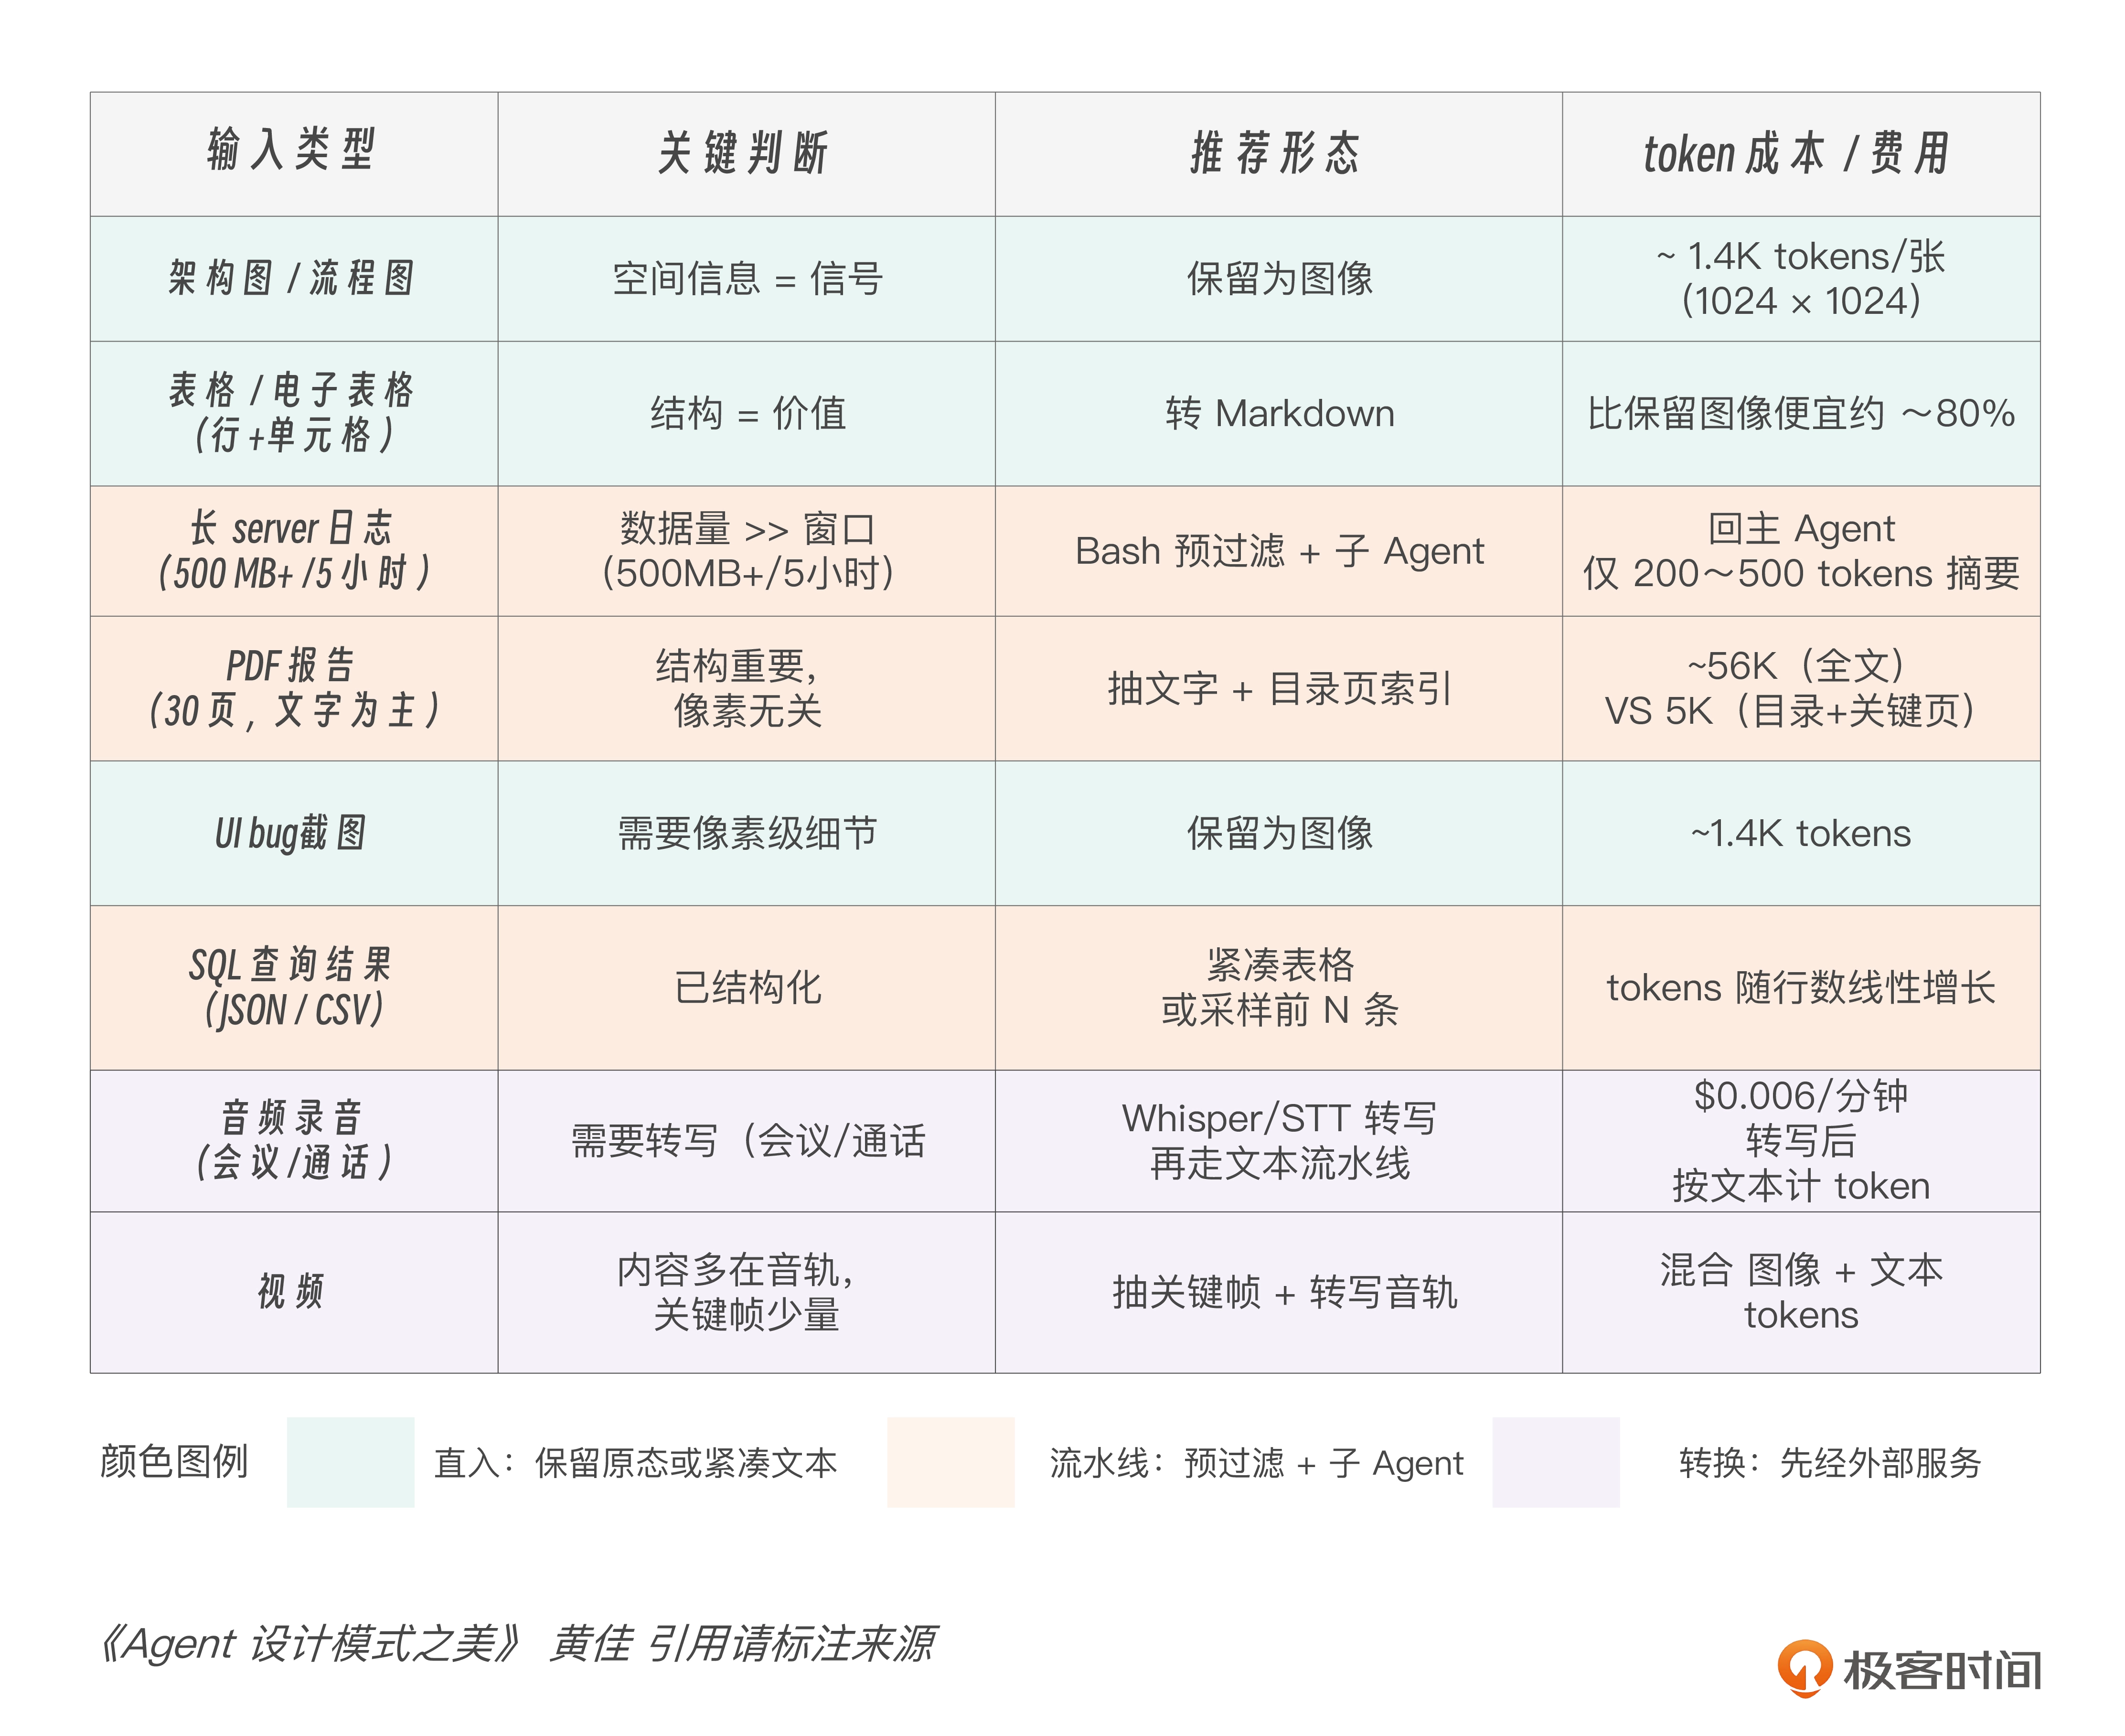 输入类型
关键判断
推荐形态
token 成本 / 费用
架构图 / 流程图
空间信息 = 信号
保留为图像
~ 1.4K tokens/张
(1024 × 1024)
表格 / 电子表格
(行+单元格)
结构 = 价值
转 Markdown
比保留图像便宜约 ～80%
长 server 日志
(500 MB+ /5 小时)
数据量 >> 窗口
(500MB+/5小时)
Bash 预过滤 + 子 Agent
回主 Agent
仅 200～500 tokens 摘要
PDF 报告
(30 页, 文字为主)
结构重要，
像素无关
抽文字 + 目录页索引
~56K（全文）
VS 5K（目录+关键页）
UI bug截图
需要像素级细节
保留为图像
~1.4K tokens
SQL 查询结果
(JSON / CSV)
已结构化
紧凑表格
或采样前 N 条
tokens 随行数线性增长
音频录音
(会议/通话)
需要转写（会议/通话
Whisper/STT 转写
再走文本流水线
$0.006/分钟
转写后
按文本计 token
视频
内容多在音轨，
关键帧少量
抽关键帧 + 转写音轨
混合 图像 + 文本
tokens
颜色图例
直入：保留原态或紧凑文本
流水线：预过滤 + 子 Agent
转换：先经外部服务
《Agent 设计模式之美》 黄佳 引用请标注来源
极客时间